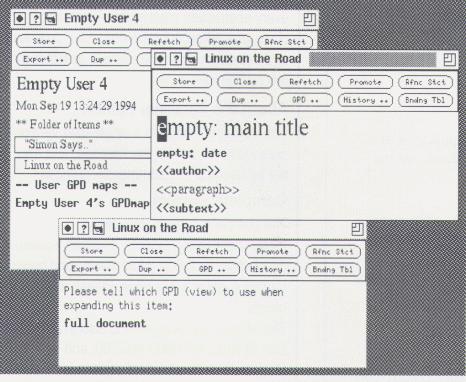 Empty User 4
Store Close Refetch Promote Rfnc Stct
Export ↔ Dup ↔
Empty User 4
Mon Sep 19 13:24:29 1994
** Folder of Items **
"Simon Says.."
Linux on the Road
-- User GPD maps --
Empty User 4's GPDmap
Linux on the Road
Store Close Refetch Promote Rfnc Stct
Export ↔ Dup ↔ GPD ↔ History ↔ Bndng Tbl
empty: main title
empty: date
<<author>>
<<paragraph>>
<<subtext>>
Linux on the Road
Store Close Refetch Promote Rfnc Stct
Export ↔ Dup ↔ GPD ↔ History ↔ Bndng Tbl
Please tell which GPD (view) to use when
expanding this item:
full document